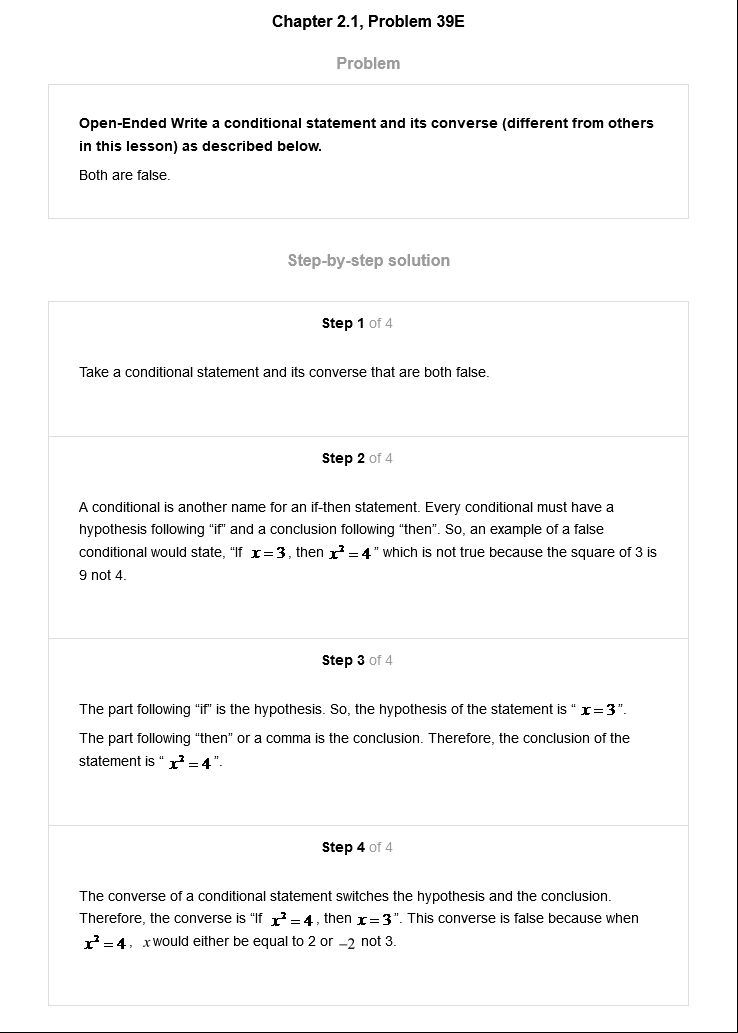 Chapter 2.1, Problem 39E
Problem
Open-Ended Write a conditional statement and its converse (different from others
in this lesson) as described below.
Both are false.
Step-by-step solution
Step 1 of 4
Take a conditional statement and its converse that are both false.
Step 2 of 4
A conditional is another name for an if-then statement. Every conditional must have a
hypothesis following “if” and a conclusion following “then”. So, an example of a false
conditional would state, “If x = 3, then x² = 4” which is not true because the square of 3 is
9 not 4.
Step 3 of 4
The part following “if” is the hypothesis. So, the hypothesis of the statement is “ x = 3”.
The part following “then” or a comma is the conclusion. Therefore, the conclusion of the
statement is “ x² = 4”.
Step 4 of 4
The converse of a conditional statement switches the hypothesis and the conclusion.
Therefore, the converse is “If x² = 4, then x = 3”. This converse is false because when
x² = 4, x would either be equal to 2 or −2 not 3.